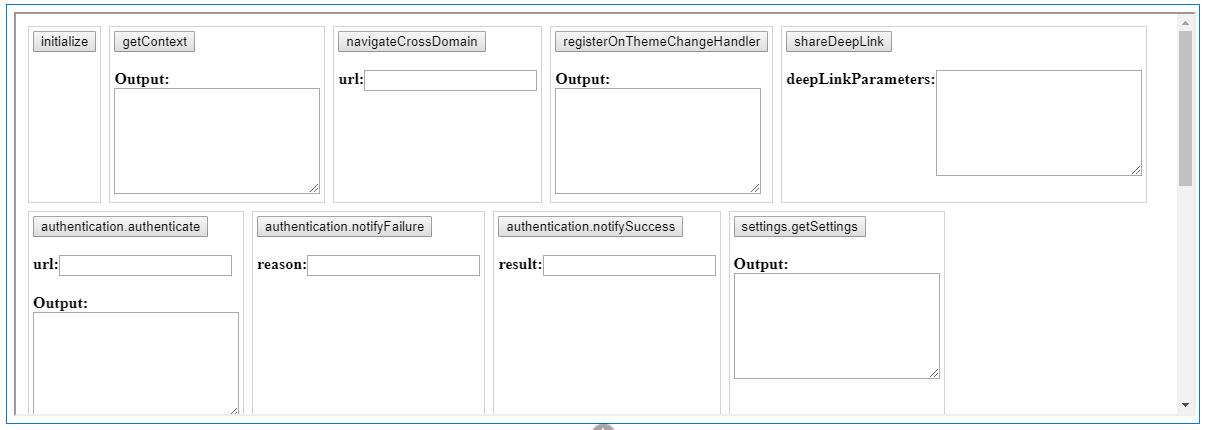 initialize
getContext
Output:
navigateCrossDomain
url:
registerOnThemeChangeHandler
Output:
shareDeepLink
deepLinkParameters:
authentication.authenticate
url:
Output:
authentication.notifyFailure
reason:
authentication.notifySuccess
result:
settings.getSettings
Output: